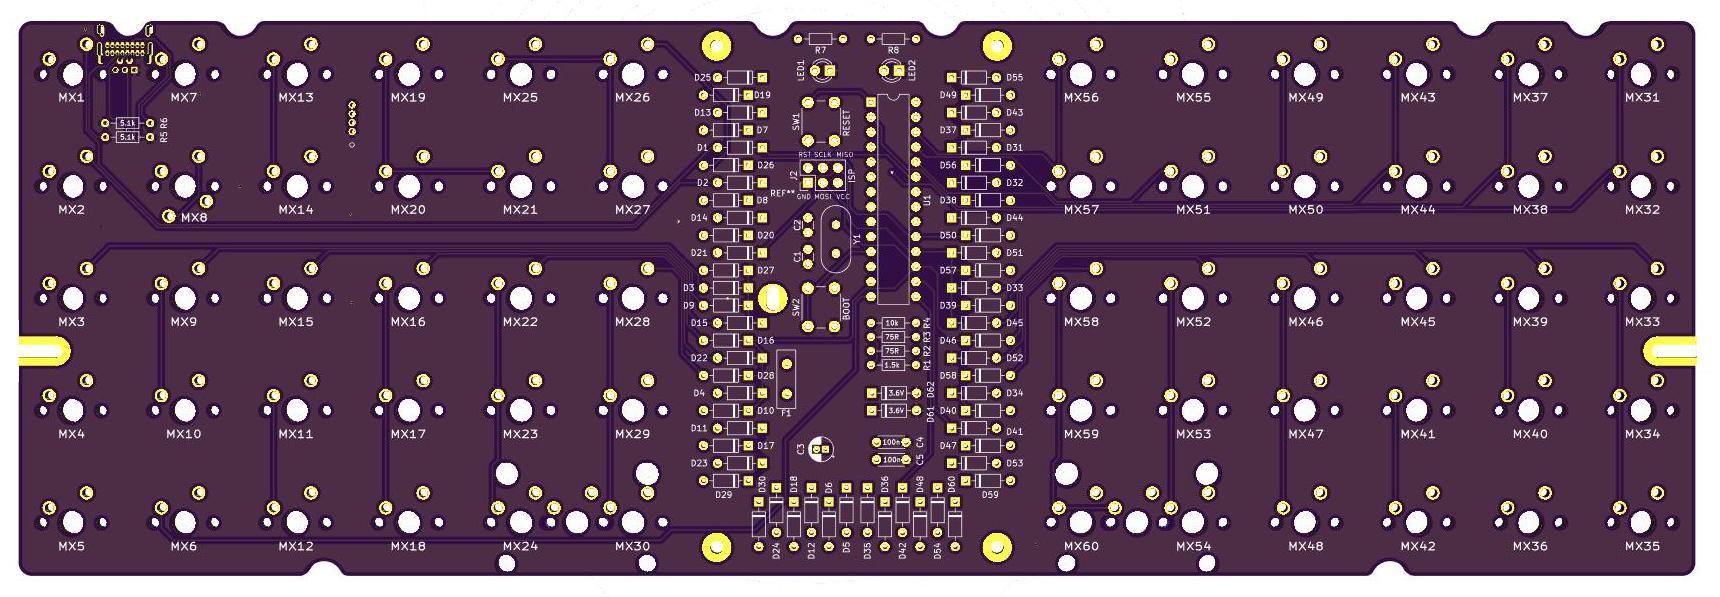 R7 R8
LED1 LED2
MX1 MX7 MX13 MX19 MX25 MX26
5.1k R6
5.1k R5
MX2 MX8 MX14 MX20 MX21 MX27
MX3 MX9 MX15 MX16 MX22 MX28
MX4 MX10 MX11 MX17 MX23 MX29
MX5 MX6 MX12 MX18 MX24 MX30
D25
D19
D13
D7
D1
D26
D2
D8
D14
D20
D21
D27
D3
D9
D15
D16
D22
D28
D4
D10
D11
D17
D23
D29
SW1 RESET
RST SCLK MISO
J2 ISP
REF**
GND MOSI VCC
U1
C2
C1
Y1
SW2 BOOT
10k R4
75R R3
75R R2
1.5k R1
F1
3.6V D62
3.6V D61
C3
100n C4
100n C5
D30 D18 D6 D36 D48 D60
D24 D12 D5 D35 D42 D54
D55
D49
D43
D37
D31
D56
D32
D38
D44
D50
D51
D57
D33
D39
D45
D46
D52
D58
D34
D40
D41
D47
D53
D59
MX56 MX55 MX49 MX43 MX37 MX31
MX57 MX51 MX50 MX44 MX38 MX32
MX58 MX52 MX46 MX45 MX39 MX33
MX59 MX53 MX47 MX41 MX40 MX34
MX60 MX54 MX48 MX42 MX36 MX35